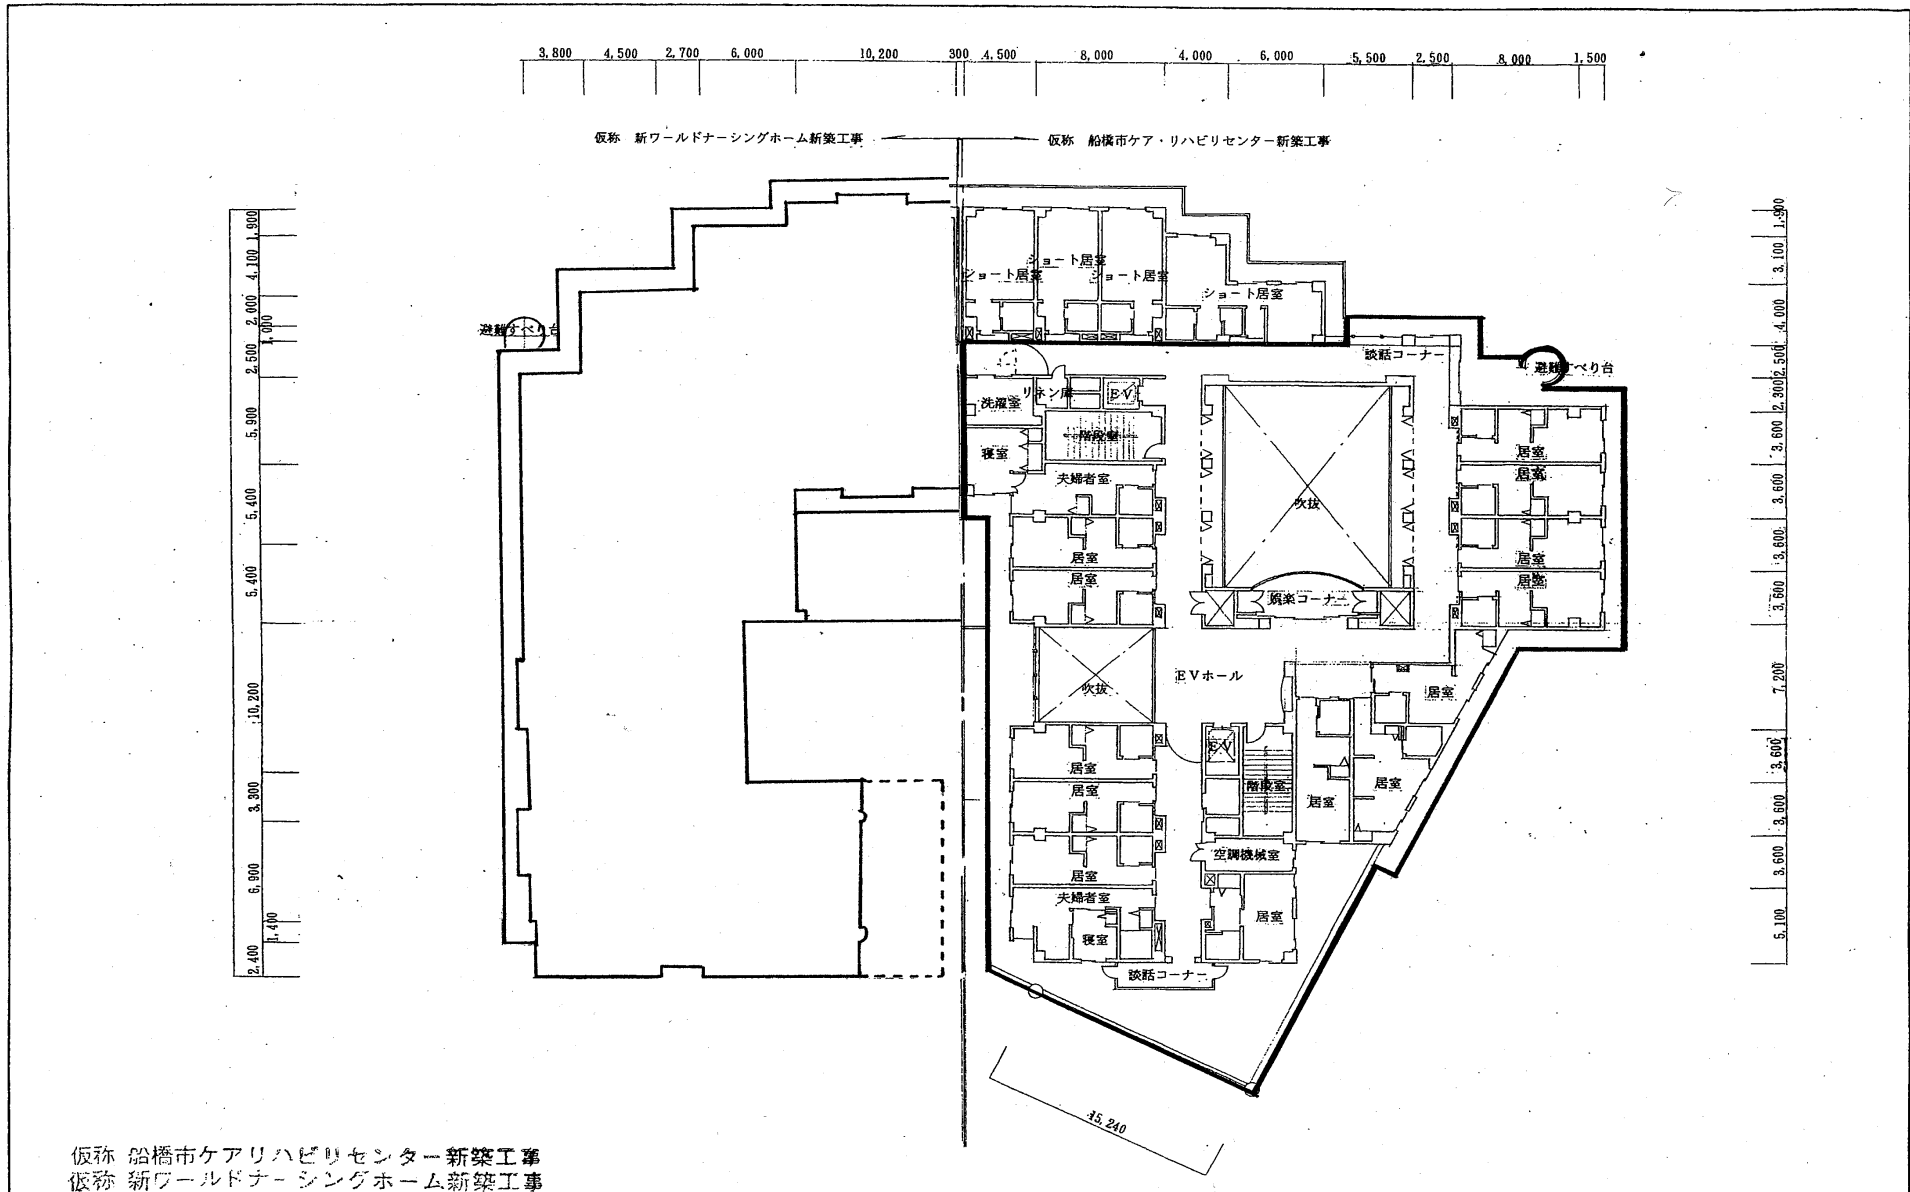 3,800 4,500 2,700 6,000 10,200 300 4,500 8,000 4,000 6,000 5,500 2,500 8,000 1,500
仮称 新ワールドナーシングホーム新築工事
仮称 船橋市ケア・リハビリセンター新築工事
1,900
4,100
2,000
1,000
2,500
5,900
5,400
5,400
10,200
3,300
6,900
1,400
2,400
避難すべり台
ショート居室
ショート居室
ショート居室
ショート居室
談話コーナー
避難すべり台
洗濯室
リネン庫
EV
階段室
寝室
夫婦者室
居室
居室
吹抜
娯楽コーナー
居室
居室
居室
居室
吹抜
EVホール
居室
居室
居室
居室
居室
居室
EV
階段室
空調機械室
夫婦者室
寝室
居室
談話コーナー
1,900
3,100
4,000
2,500
2,300
3,600
3,600
3,600
3,600
7,200
3,600
3,600
3,600
5,100
15,240
仮称 船橋市ケアリハビリセンター新築工事
仮称 新ワールドナーシングホーム新築工事